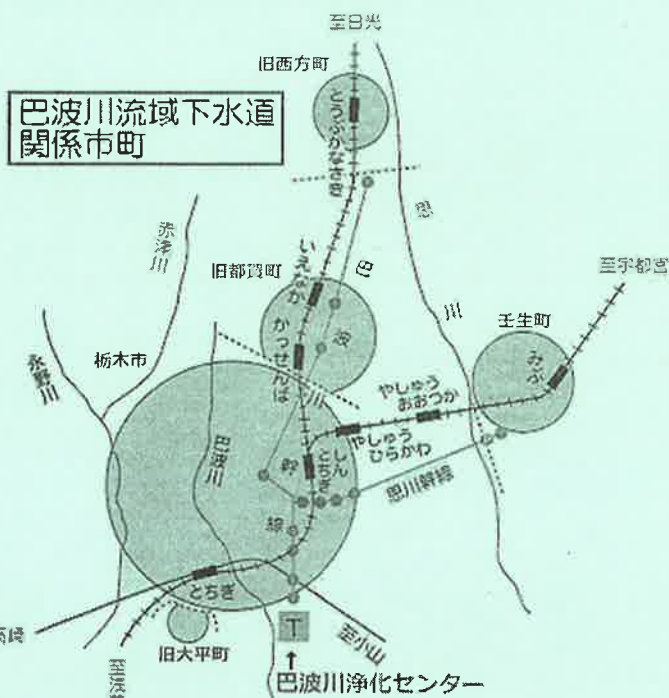 至日光
旧西方町
巴波川流域下水道
関係市町
とうぶかなさき
思
川
赤津川
旧都賀町
いえなか
巴
至宇都宮
壬生町
永野川
栃木市
かっせんば
波
みぶ
川
やしゅう
おおつか
やしゅう
ひらかわ
巴波川
しん
とちぎ
幹
思川幹線
線
とちぎ
旧大平町
T
至小山
↑
巴波川浄化センター